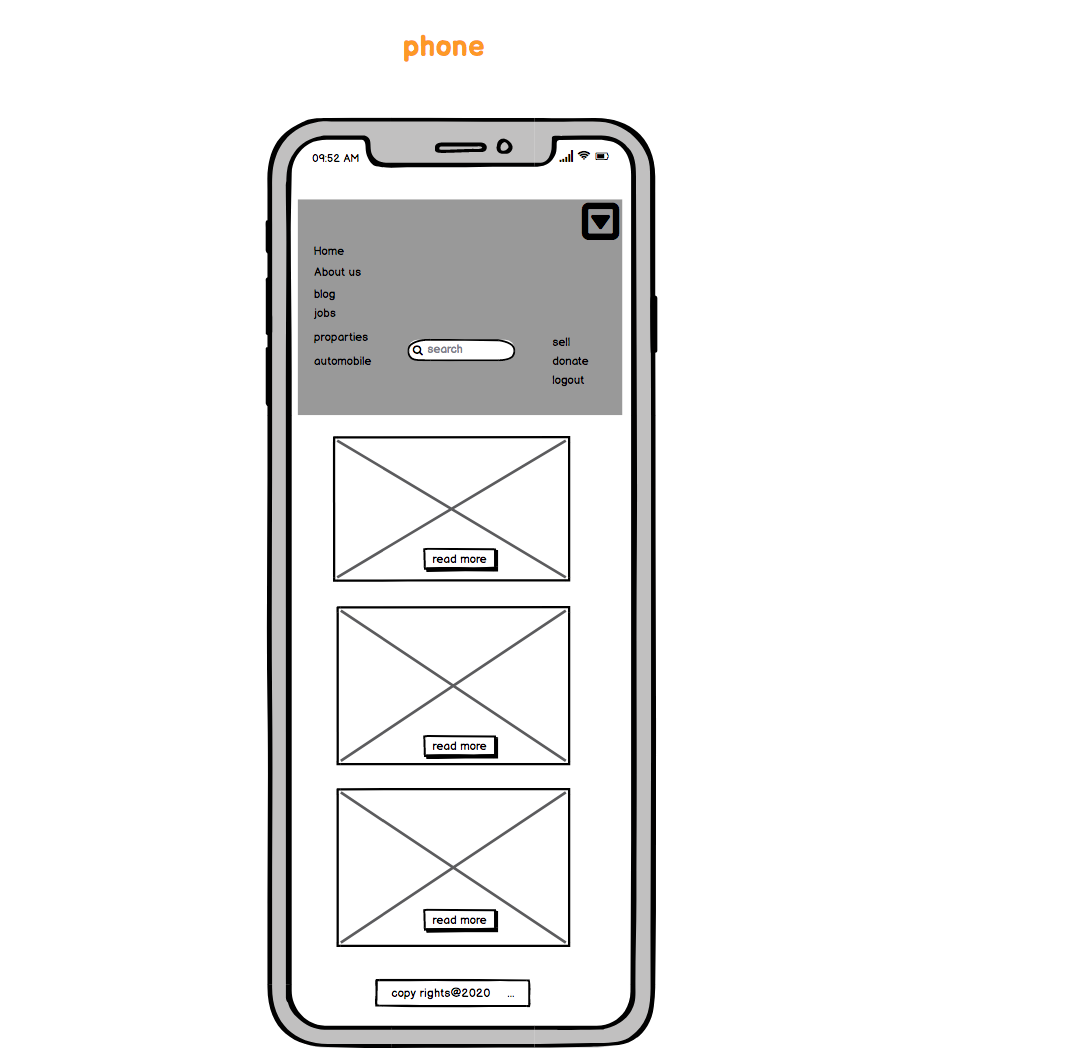 phone
09:52 AM
Home
About us
blog
jobs
proparties
automobile
search
sell
donate
logout
read more
read more
read more
copy rights@2020 ...